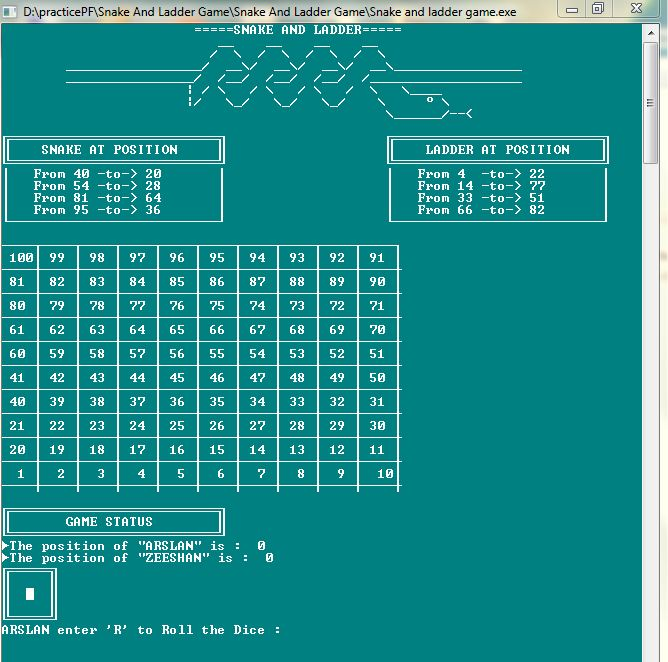 D:\practicePF\Snake And Ladder Game\Snake And Ladder Game\Snake and ladder game.exe
=====SNAKE AND LADDER=====
SNAKE AT POSITION
From 40 -to-> 20
From 54 -to-> 28
From 81 -to-> 64
From 95 -to-> 36
LADDER AT POSITION
From 4 -to-> 22
From 14 -to-> 77
From 33 -to-> 51
From 66 -to-> 82
100 99 98 97 96 95 94 93 92 91
81 82 83 84 85 86 87 88 89 90
80 79 78 77 76 75 74 73 72 71
61 62 63 64 65 66 67 68 69 70
60 59 58 57 56 55 54 53 52 51
41 42 43 44 45 46 47 48 49 50
40 39 38 37 36 35 34 33 32 31
21 22 23 24 25 26 27 28 29 30
20 19 18 17 16 15 14 13 12 11
1 2 3 4 5 6 7 8 9 10
GAME STATUS
►The position of "ARSLAN" is : 0
►The position of "ZEESHAN" is : 0
ARSLAN enter 'R' to Roll the Dice :